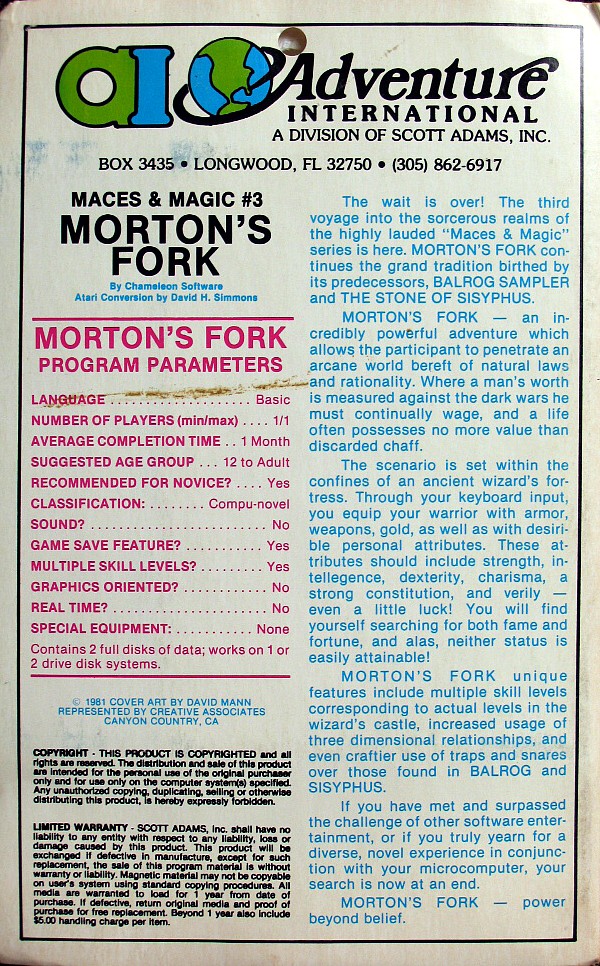 ai Adventure
INTERNATIONAL
A DIVISION OF SCOTT ADAMS, INC.
BOX 3435 • LONGWOOD, FL 32750 • (305) 862-6917
MACES & MAGIC #3
MORTON'S
FORK
By Chameleon Software
Atari Conversion by David H. Simmons
MORTON'S FORK
PROGRAM PARAMETERS
LANGUAGE .................... Basic
NUMBER OF PLAYERS (min/max) .... 1/1
AVERAGE COMPLETION TIME .. 1 Month
SUGGESTED AGE GROUP ... 12 to Adult
RECOMMENDED FOR NOVICE? .... Yes
CLASSIFICATION: ........ Compu-novel
SOUND? ......................... No
GAME SAVE FEATURE? ........... Yes
MULTIPLE SKILL LEVELS? ......... Yes
GRAPHICS ORIENTED? ............ No
REAL TIME? ...................... No
SPECIAL EQUIPMENT: ........... None
Contains 2 full disks of data; works on 1 or
2 drive disk systems.
© 1981 COVER ART BY DAVID MANN
REPRESENTED BY CREATIVE ASSOCIATES
CANYON COUNTRY, CA
COPYRIGHT - THIS PRODUCT IS COPYRIGHTED and all
rights are reserved. The distribution and sale of this product
are intended for the personal use of the original purchaser
only and for use only on the computer system(s) specified.
Any unauthorized copying, duplicating, selling or otherwise
distributing this product, is hereby expressly forbidden.
LIMITED WARRANTY - SCOTT ADAMS, Inc. shall have no
liability to any entity with respect to any liability, loss or
damage caused by this product. This product will be
exchanged if defective in manufacture, except for such
replacement, the sale of this program material is without
warranty or liability. Magnetic material may not be copyable
on user's system using standard copying procedures. All
media are warranted to load for 1 year from date of
purchase. If defective, return original media and proof of
purchase for free replacement. Beyond 1 year also include
$5.00 handling charge per item.
The wait is over! The third
voyage into the sorcerous realms of
the highly lauded "Maces & Magic"
series is here. MORTON'S FORK con-
tinues the grand tradition birthed by
its predecessors, BALROG SAMPLER
and THE STONE OF SISYPHUS.
MORTON'S FORK — an in-
credibly powerful adventure which
allows the participant to penetrate an
arcane world bereft of natural laws
and rationality. Where a man's worth
is measured against the dark wars he
must continually wage, and a life
often possesses no more value than
discarded chaff.
The scenario is set within the
confines of an ancient wizard's for-
tress. Through your keyboard input,
you equip your warrior with armor,
weapons, gold, as well as with desiri-
ble personal attributes. These at-
tributes should include strength, in-
tellegence, dexterity, charisma, a
strong constitution, and verily —
even a little luck! You will find
yourself searching for both fame and
fortune, and alas, neither status is
easily attainable!
MORTON'S FORK unique
features include multiple skill levels
corresponding to actual levels in the
wizard's castle, increased usage of
three dimensional relationships, and
even craftier use of traps and snares
over those found in BALROG and
SISYPHUS.
If you have met and surpassed
the challenge of other software enter-
tainment, or if you truly yearn for a
diverse, novel experience in conjunc-
tion with your microcomputer, your
search is now at an end.
MORTON'S FORK — power
beyond belief.